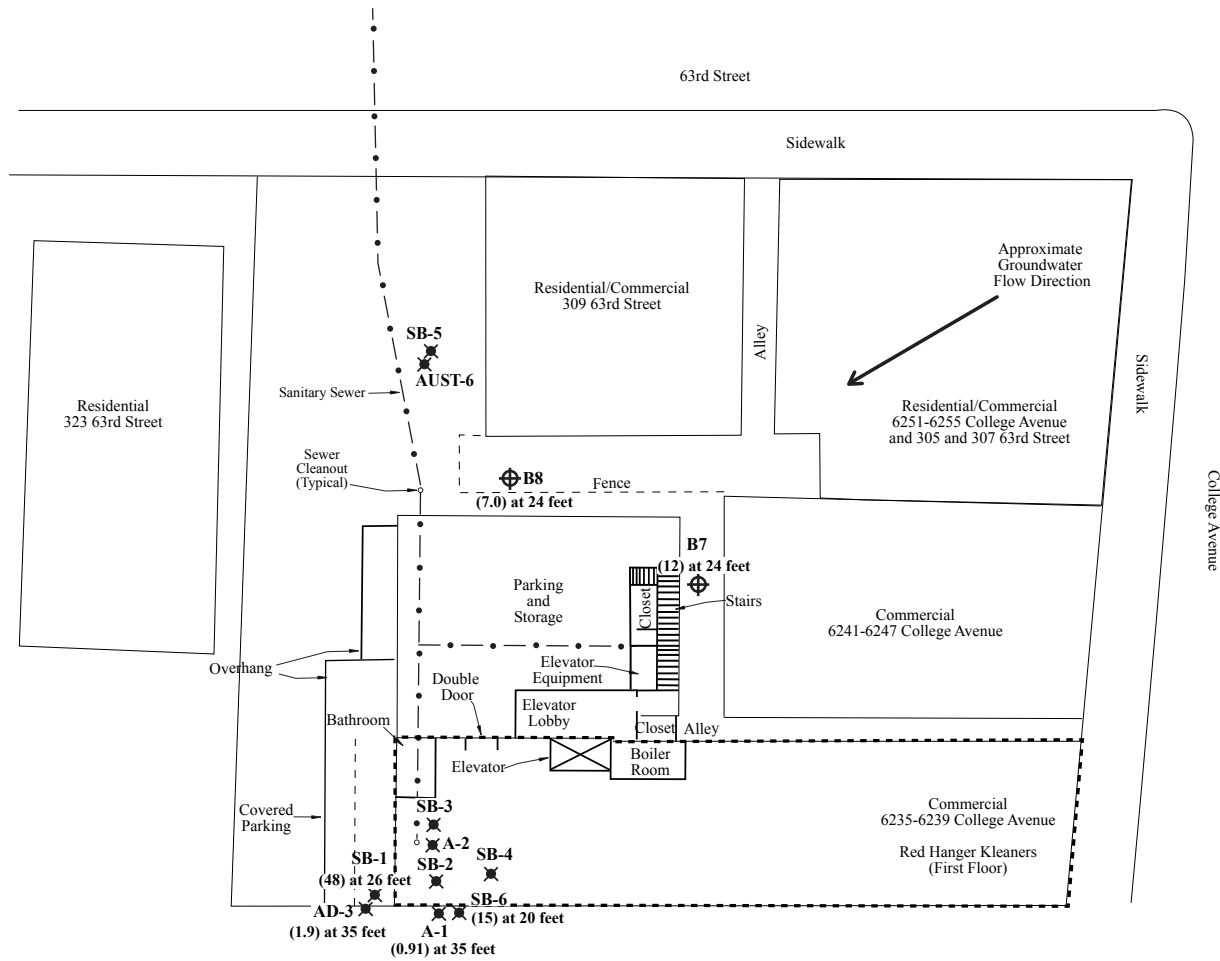 63rd Street
Sidewalk
Approximate
Groundwater
Flow Direction
Residential/Commercial
309 63rd Street
Alley
Sidewalk
SB-5
AUST-6
Sanitary Sewer
Residential
323 63rd Street
Residential/Commercial
6251-6255 College Avenue
and 305 and 307 63rd Street
Sewer
Cleanout
(Typical)
B8
Fence
(7.0) at 24 feet
College Avenue
B7
(12) at 24 feet
Parking
and
Storage
Closet
Stairs
Commercial
6241-6247 College Avenue
Overhang
Elevator
Equipment
Double
Door
Elevator
Lobby
Bathroom
Closet
Alley
Elevator
Boiler
Room
Covered
Parking
SB-3
A-2
Commercial
6235-6239 College Avenue
Red Hanger Kleaners
(First Floor)
SB-1
SB-2
SB-4
(48) at 26 feet
SB-6
AD-3
(15) at 20 feet
(1.9) at 35 feet
A-1
(0.91) at 35 feet